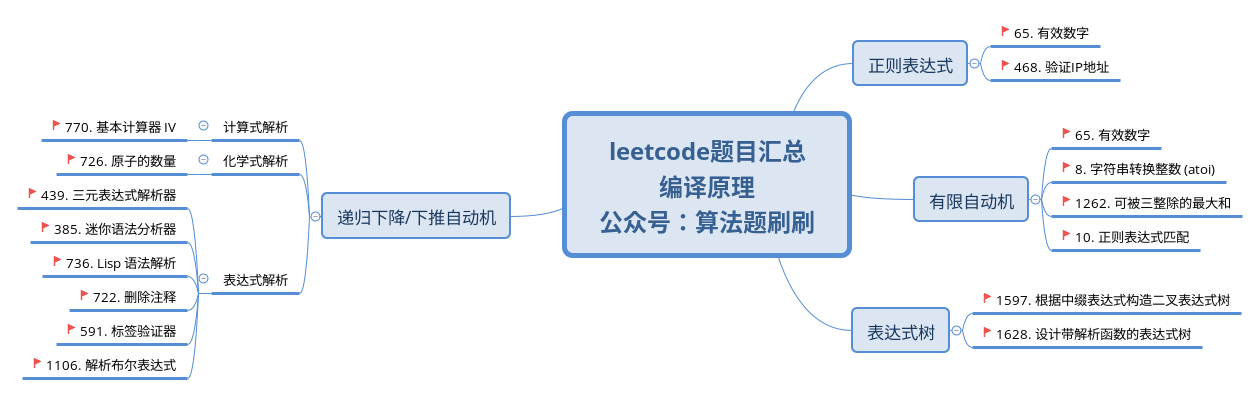 leetcode题目汇总
编译原理
公众号：算法题刷刷
正则表达式
65. 有效数字
468. 验证IP地址
有限自动机
65. 有效数字
8. 字符串转换整数 (atoi)
1262. 可被三整除的最大和
10. 正则表达式匹配
表达式树
1597. 根据中缀表达式构造二叉表达式树
1628. 设计带解析函数的表达式树
递归下降/下推自动机
计算式解析
770. 基本计算器 IV
化学式解析
726. 原子的数量
表达式解析
439. 三元表达式解析器
385. 迷你语法分析器
736. Lisp 语法解析
722. 删除注释
591. 标签验证器
1106. 解析布尔表达式